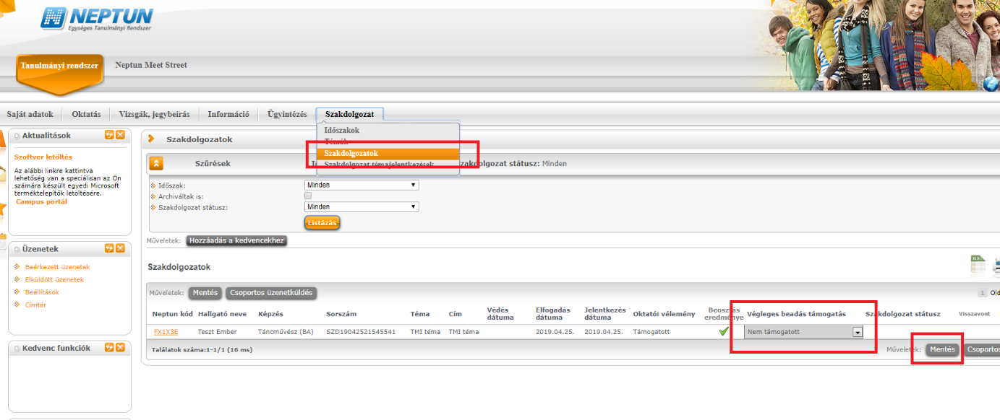 NEPTUN
Egységes Tanulmányi Rendszer
Tanulmányi rendszer
Neptun Meet Street
Saját adatok
Oktatás
Vizsgák, jegybeírás
Információ
Ügyintézés
Szakdolgozat
Időszakok
Témák
Szakdolgozatok
Szakdolgozat témajelentkezések
Aktualitások
Szoftver letöltés
Az alábbi linkre kattintva
lehetőség van a speciálisan az Ön
számára készült egyedi Microsoft
terméktelepítők letöltésére.
Campus portál
Üzenetek
Beérkezett üzenetek
Elküldött üzenetek
Beállítások
Címtár
Kedvenc funkciók
Szakdolgozatok
Szűrések
zakdolgozat státusz: Minden
Időszak: Minden
Archiváltak is:
Szakdolgozat státusz: Minden
Listázás
Műveletek: Hozzáadás a kedvencekhez
Szakdolgozatok
XLS
Műveletek: Mentés Csoportos üzenetküldés
1 Old
Neptun kód Hallgató neve Képzés Sorszám Téma Cím Védés dátuma Elfogadás dátuma Jelentkezés dátuma Oktatói vélemény Beosztás eredménye Végleges beadás támogatás Szakdolgozat státusz Visszavont
FX1X3E Teszt Ember Táncművész (BA) SZD19042521545541 TMI téma TMI téma 2019.04.25. 2019.04.25. Támogatott Nem támogatott
Találatok száma:1-1/1 (16 ms)
Műveletek: Mentés Csoportos